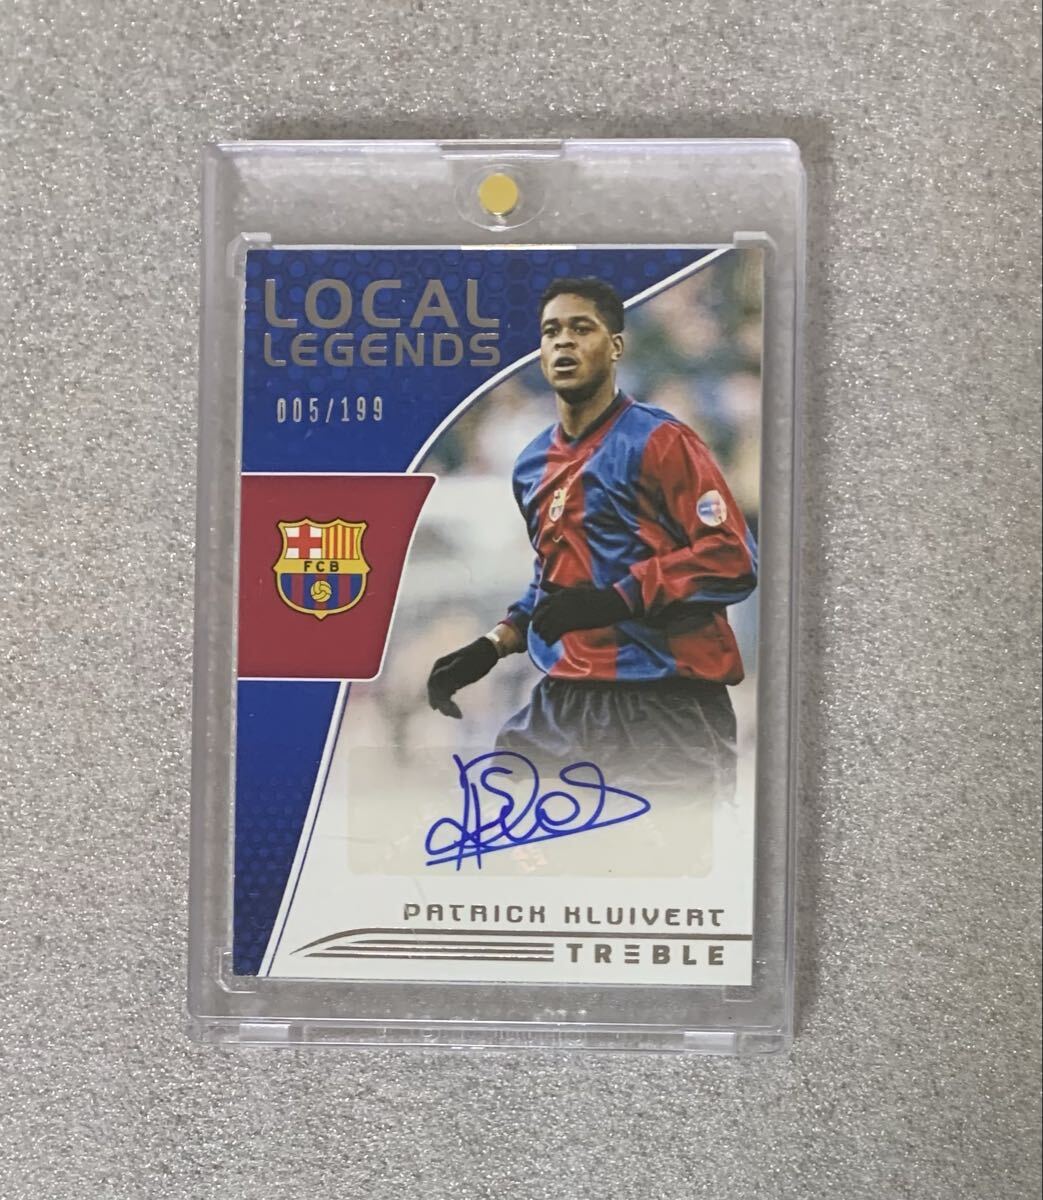 LOCAL
LEGENDS
005/199
FCB
PATRICK KLUIVERT
TREBLE